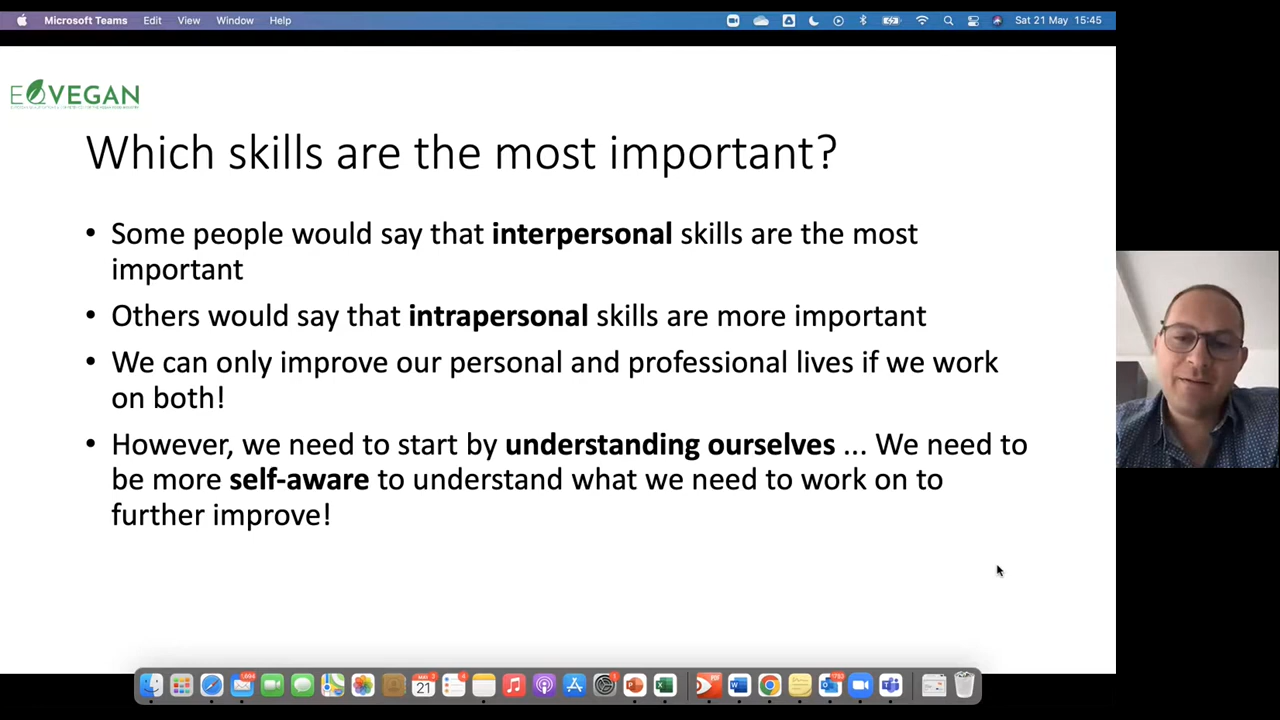 Microsoft Teams Edit View Window Help Sat 21 May 15:45
EQVEGAN
Which skills are the most important?
• Some people would say that interpersonal skills are the most
important
• Others would say that intrapersonal skills are more important
• We can only improve our personal and professional lives if we work
on both!
• However, we need to start by understanding ourselves ... We need to
be more self-aware to understand what we need to work on to
further improve!
21